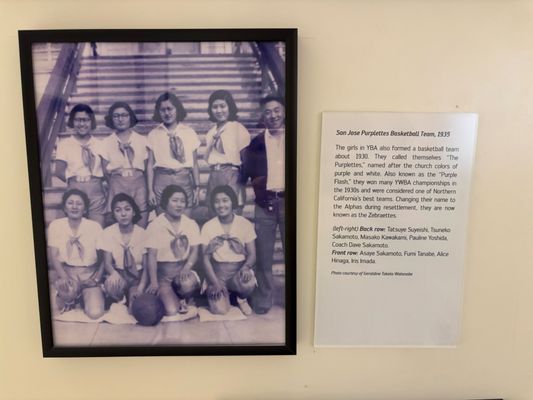 San Jose Purplettes Basketball Team, 1935
The girls in YBA also formed a basketball team
about 1930. They called themselves "The
Purplettes," named after the church colors of
purple and white. Also known as the "Purple
Flash," they won many YWBA championships in
the 1930s and were considered one of Northern
California's best teams. Changing their name to
the Alphas during resettlement, they are now
known as the Zebraettes.
(left-right) Back row: Tatsuye Suyeishi, Tsuneko
Sakamoto, Masako Kawakami, Pauline Yoshida,
Coach Dave Sakamoto.
Front row: Asaye Sakamoto, Fumi Tanabe, Alice
Hinaga, Iris Imada.
Photo courtesy of Geraldine Taketa Watanabe